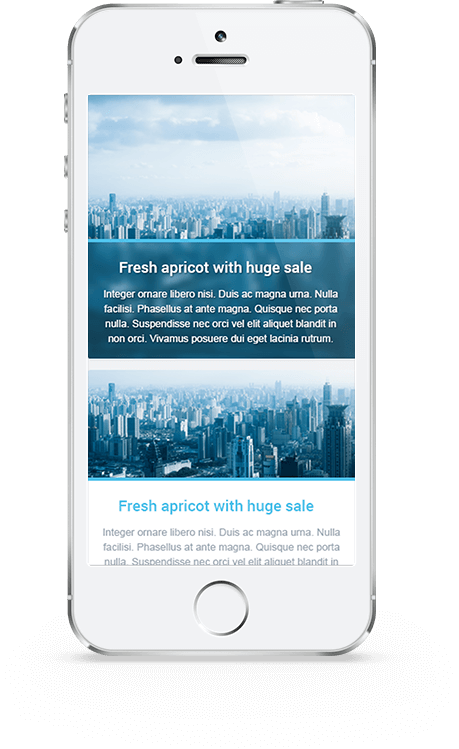 Fresh apricot with huge sale
Integer ornare libero nisi. Duis ac magna urna. Nulla
facilisi. Phasellus at ante magna. Quisque nec porta
nulla. Suspendisse nec orci vel elit aliquet blandit in
non orci. Vivamus posuere dui eget lacinia rutrum.
Fresh apricot with huge sale
Integer ornare libero nisi. Duis ac magna urna. Nulla
facilisi. Phasellus at ante magna. Quisque nec porta
nulla. Suspendisse nec orci vel elit aliquet blandit in